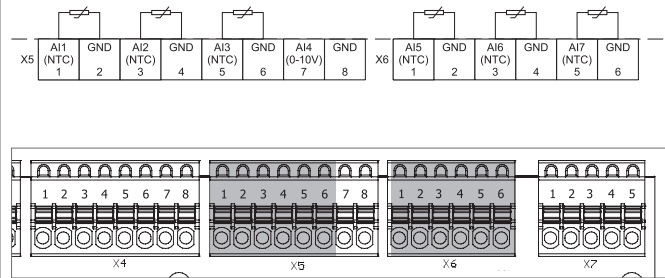 AI1 GND AI2 GND AI3 GND AI4 GND AI5 GND AI6 GND AI7 GND
X5 (NTC) (NTC) (NTC) (0-10V) X6 (NTC) (NTC) (NTC)
1 2 3 4 5 6 7 8 1 2 3 4 5 6
1 2 3 4 5 6 7 8 1 2 3 4 5 6 7 8 1 2 3 4 5 6 1 2 3 4 5
X4 X5 X6 X7